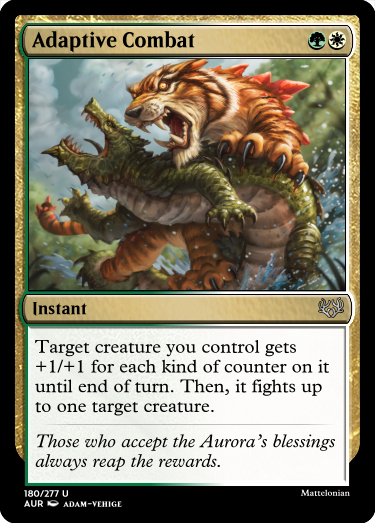 Adaptive Combat
Instant
Target creature you control gets
+1/+1 for each kind of counter on it
until end of turn. Then, it fights up
to one target creature.
Those who accept the Aurora's blessings
always reap the rewards.
180/277 U
Mattelonian
AUR ADAM-VEHIGE